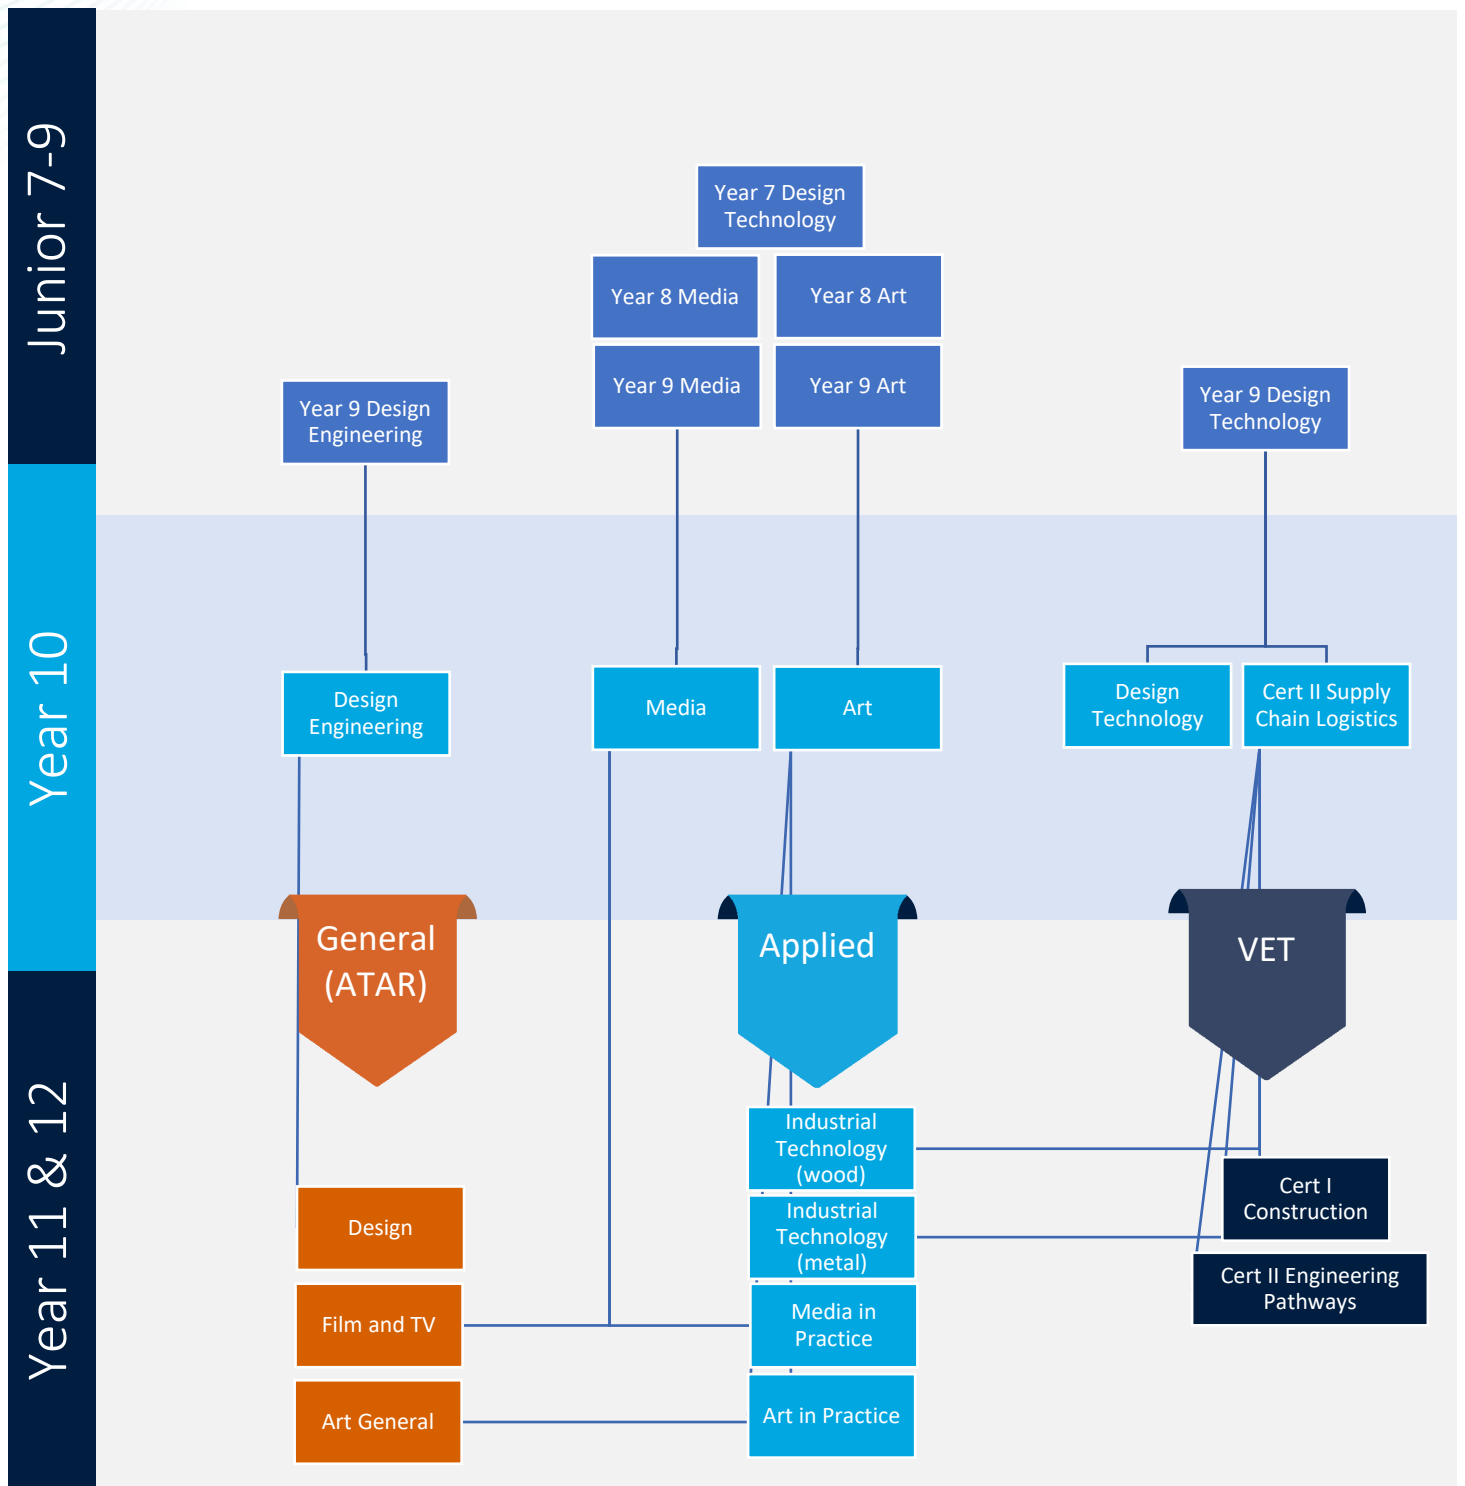 Junior 7-9
Year 7 Design
Technology
Year 8 Media
Year 8 Art
Year 9 Media
Year 9 Art
Year 9 Design
Engineering
Year 9 Design
Technology
Year 10
Design
Engineering
Media
Art
Design
Technology
Cert II Supply
Chain Logistics
General
(ATAR)
Applied
VET
Year 11 & 12
Industrial
Technology
(wood)
Cert I
Construction
Design
Industrial
Technology
(metal)
Cert II Engineering
Pathways
Film and TV
Media in
Practice
Art General
Art in Practice